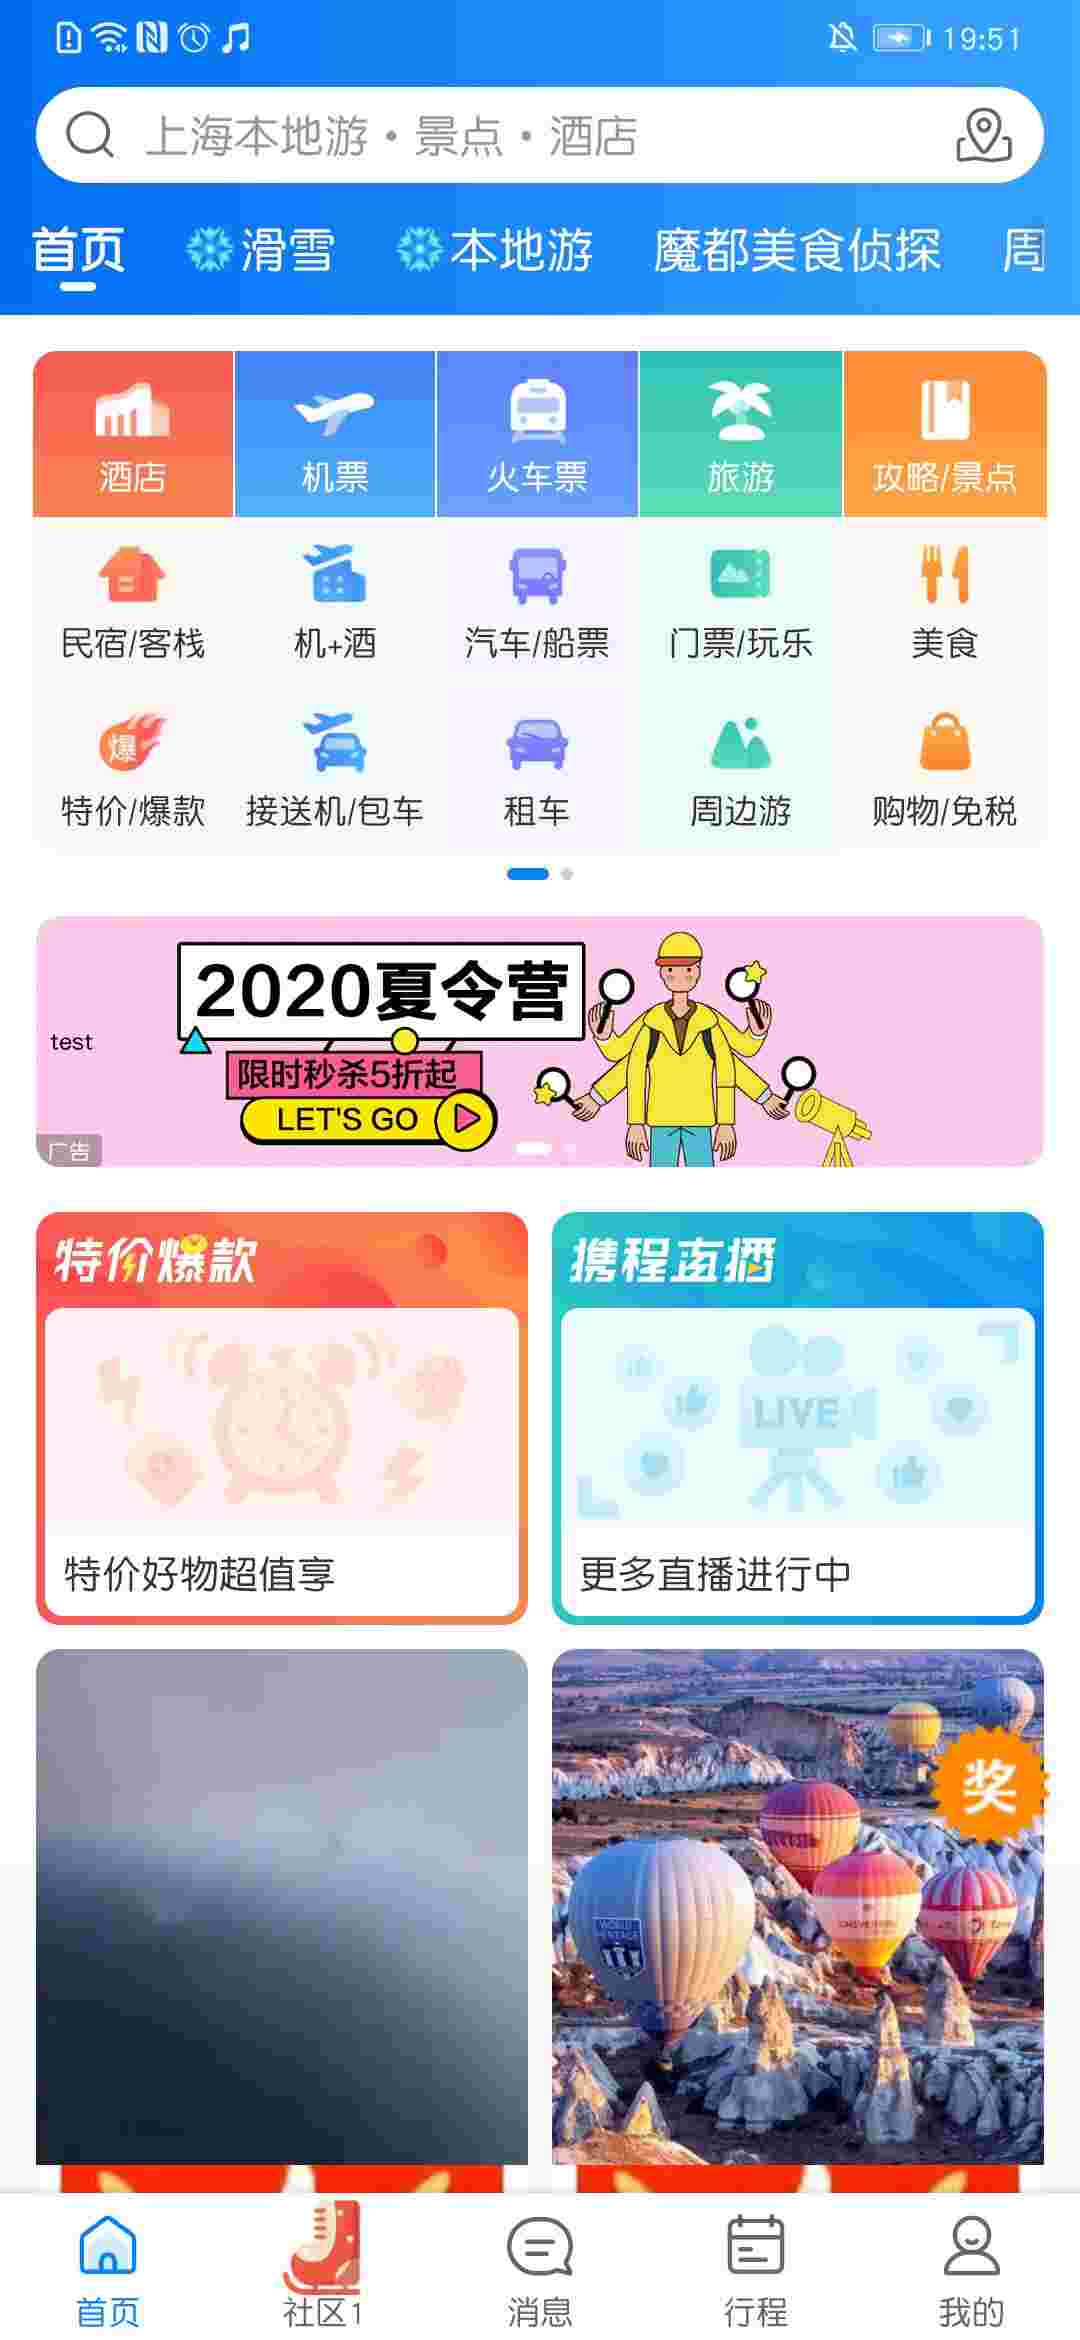 19:51
上海本地游·景点·酒店
首页 滑雪 本地游 魔都美食侦探 周
酒店 机票 火车票 旅游 攻略/景点
民宿/客栈 机+酒 汽车/船票 门票/玩乐 美食
爆
特价/爆款 接送机/包车 租车 周边游 购物/免税
2020夏令营
test
限时秒杀5折起
LET'S GO
广告
特价爆款 携程直播
LIVE
特价好物超值享 更多直播进行中
奖
WORLD
首页 社区1 消息 行程 我的